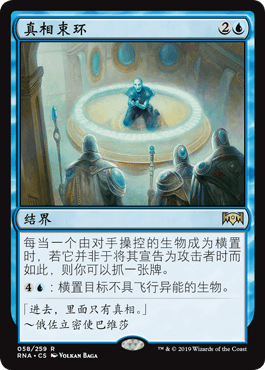 真相束环 2
结界
每当一个由对手操控的生物成为横置
时，若它并非于将其宣告为攻击者时而
如此，则你可以抓一张牌。
4：横置目标不具飞行异能的生物。
「进去，里面只有真相。」
～俄佐立密使巴维莎
058/259 R
RNA • CS VOLKAN BAGA
™ & © 2019 Wizards of the Coast